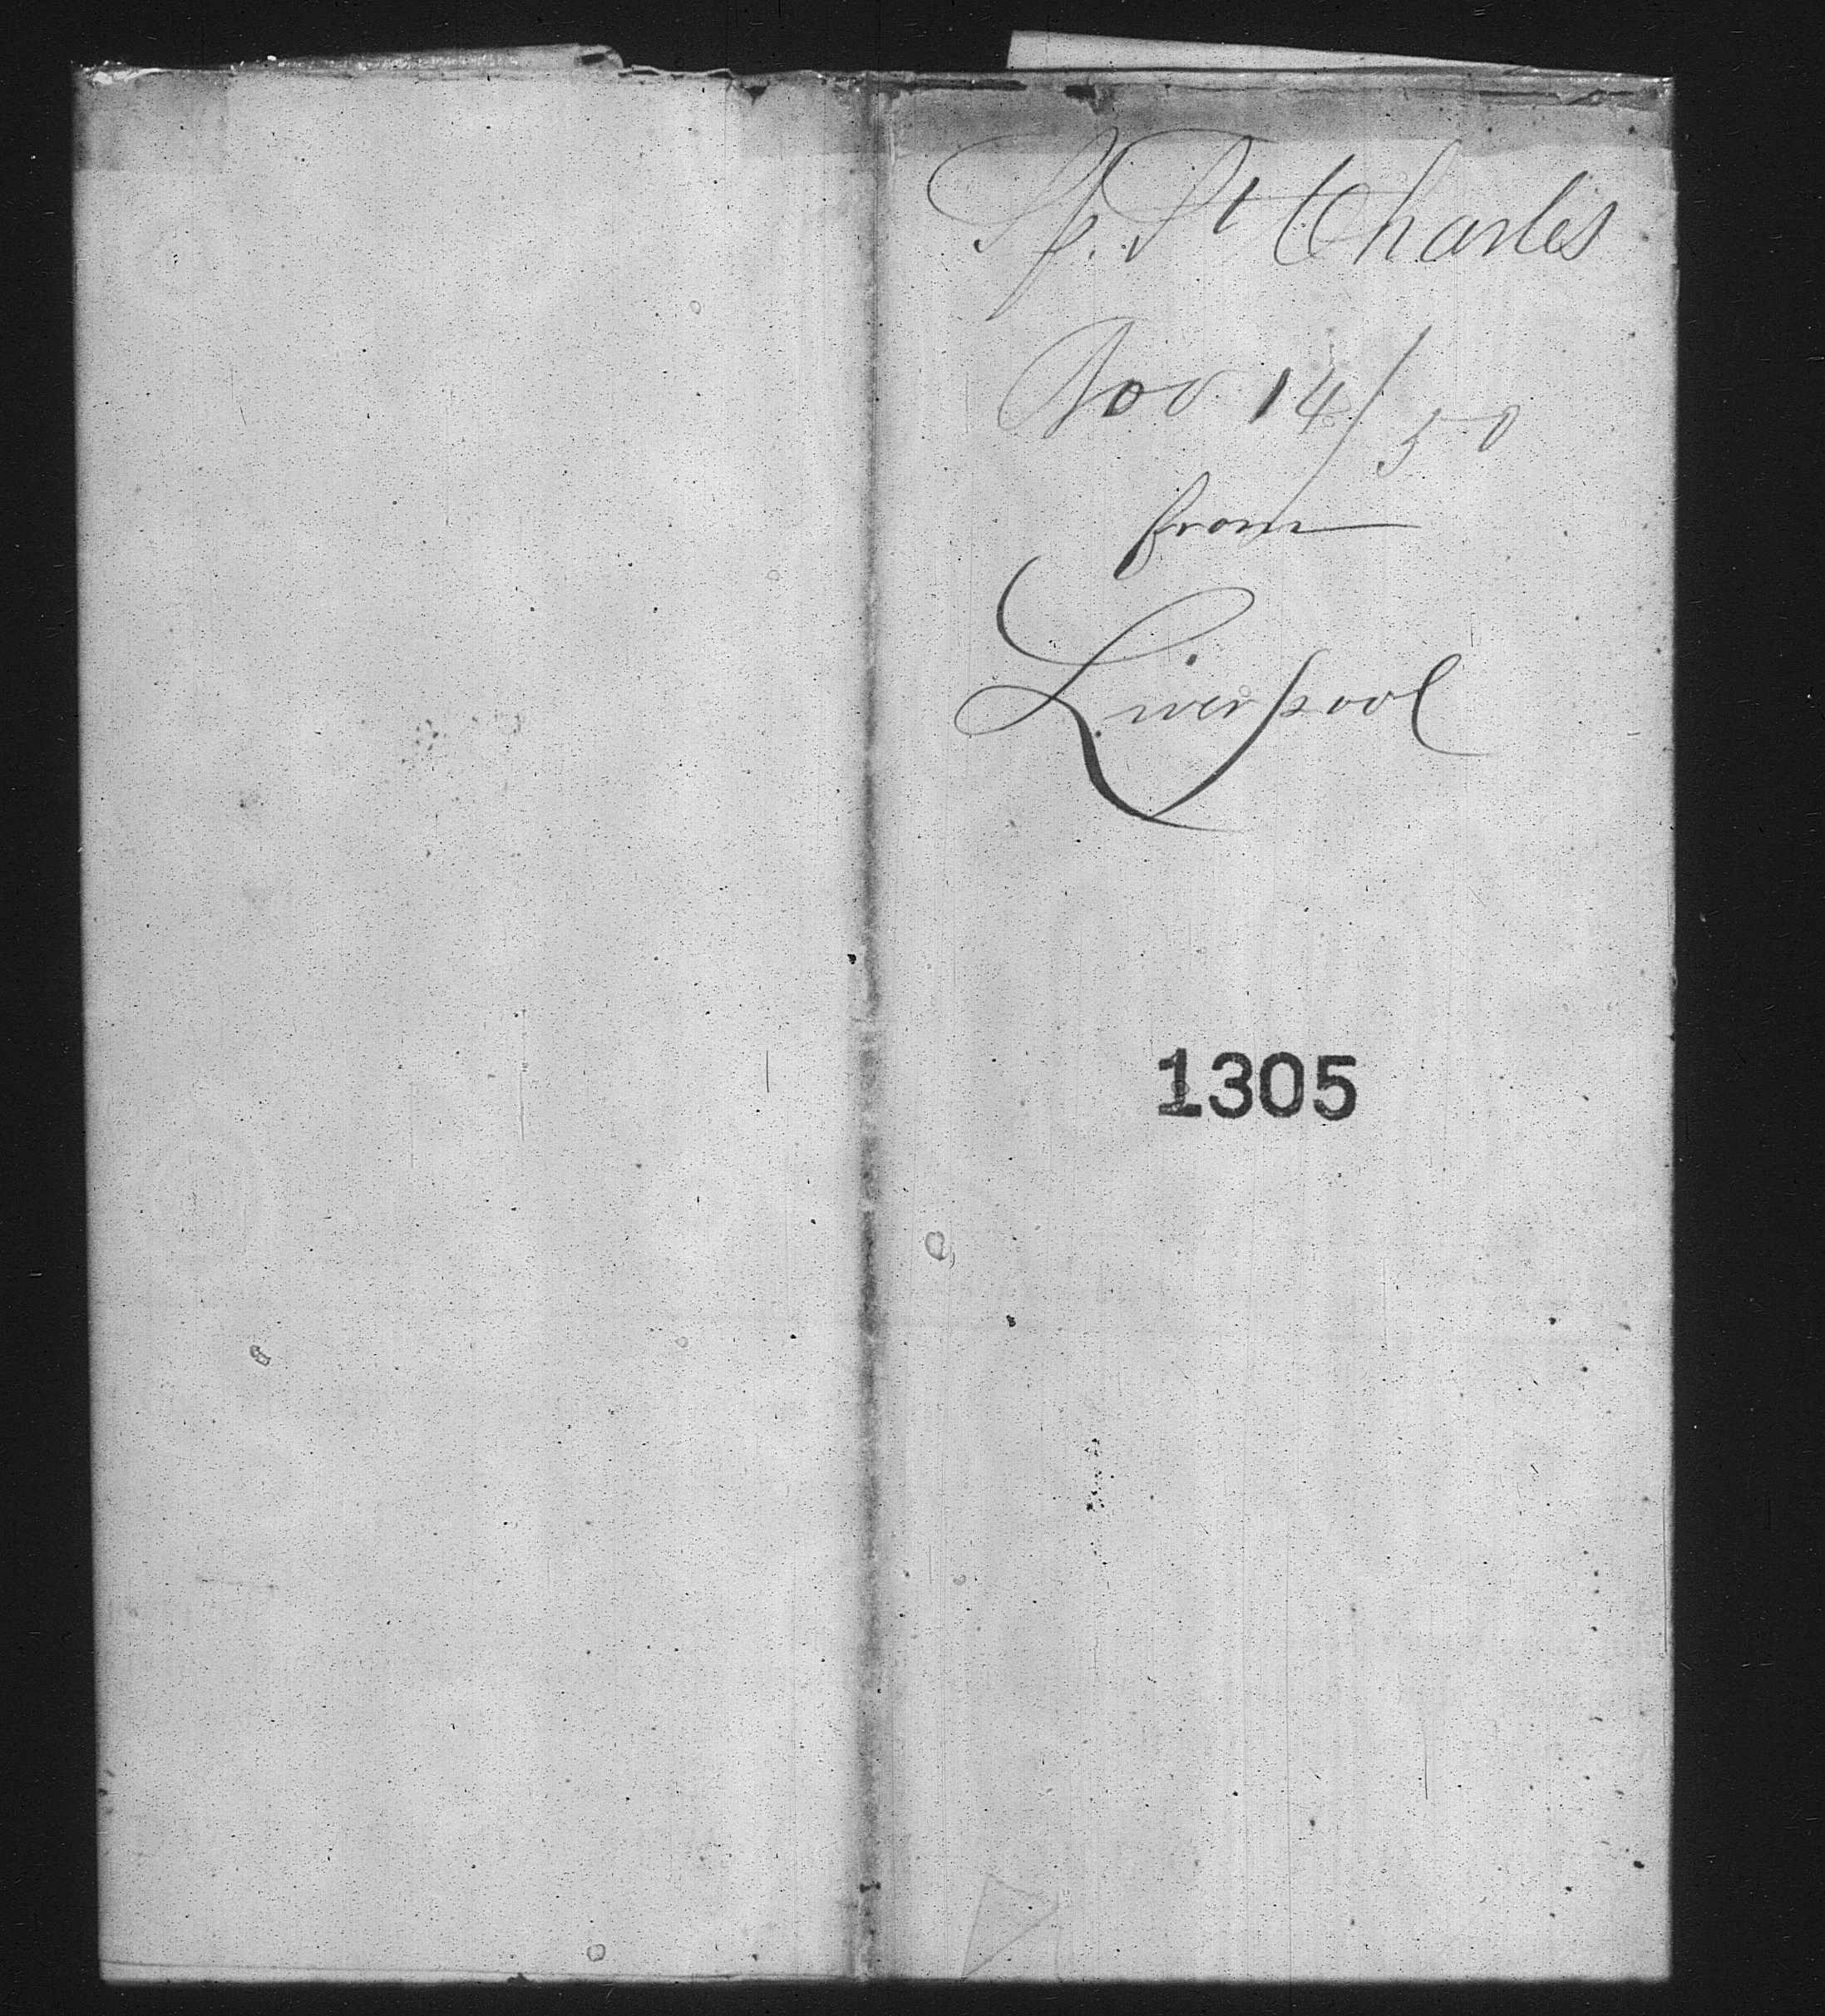 Sp. St Charles
Nov 14/50
from
Liverpool
1305